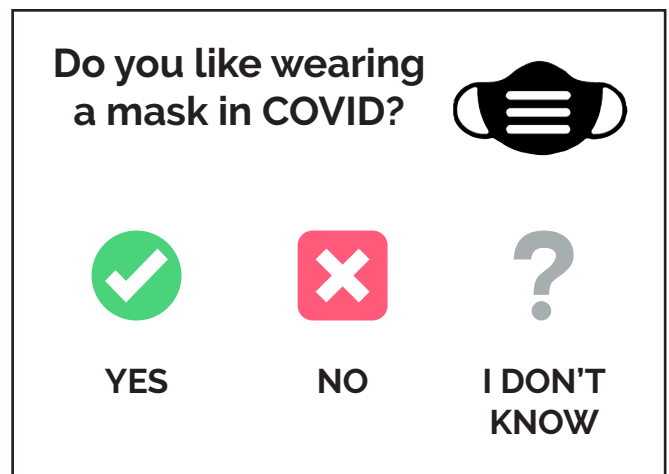 Do you like wearing
a mask in COVID?
YES
NO
I DON’T
KNOW